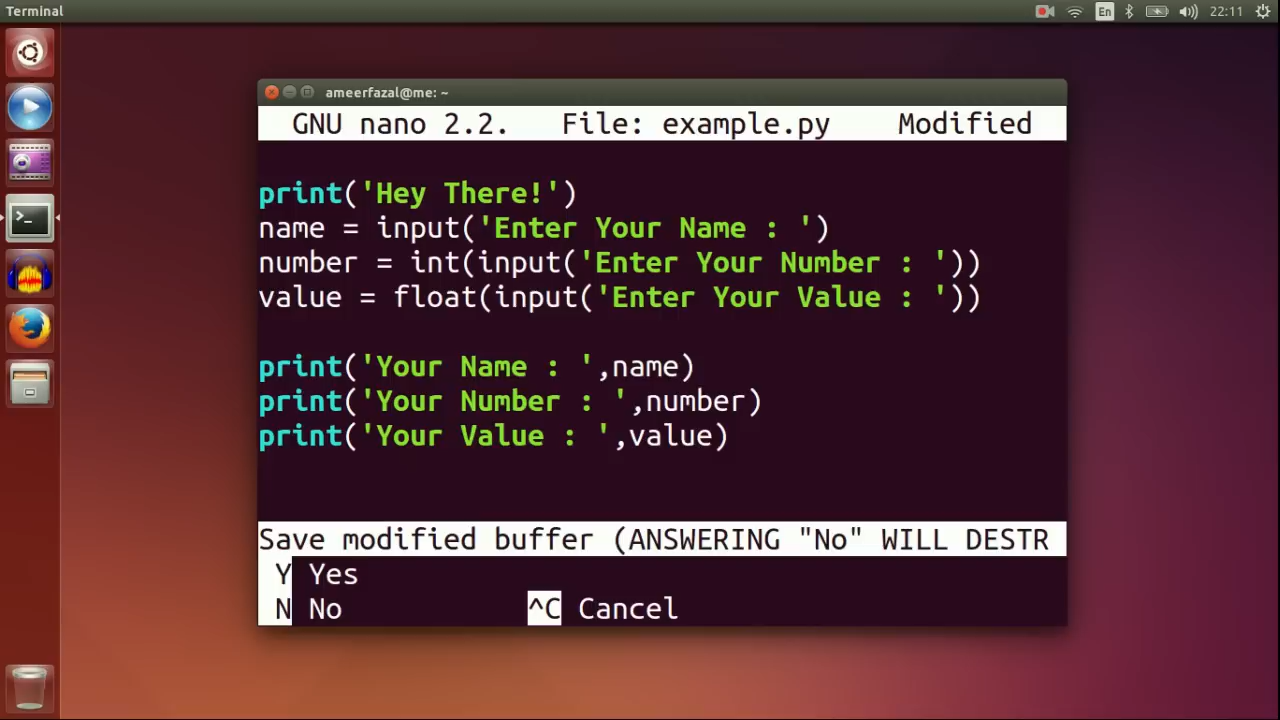 Terminal
En
22:11
ameerfazal@me: ~
GNU nano 2.2.   File: example.py    Modified
print('Hey There!')
name = input('Enter Your Name : ')
number = int(input('Enter Your Number : '))
value = float(input('Enter Your Value : '))
print('Your Name : ',name)
print('Your Number : ',number)
print('Your Value : ',value)
Save modified buffer (ANSWERING "No" WILL DESTR
Y Yes
N No    ^C Cancel